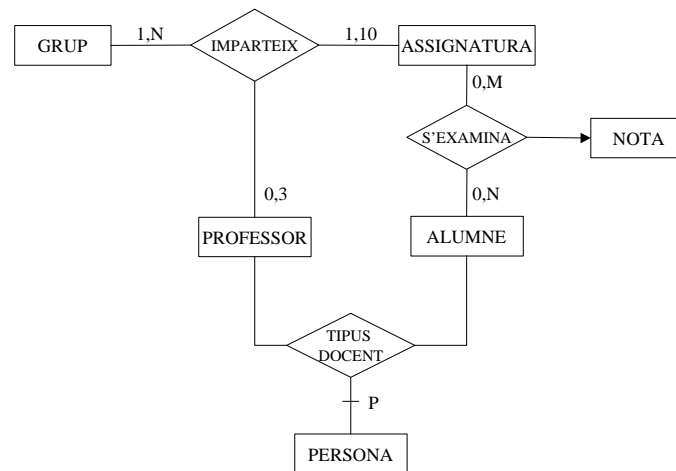 GRUP
1,N
IMPARTEIX
1,10
ASSIGNATURA
0,M
S’EXAMINA
NOTA
0,3
0,N
PROFESSOR
ALUMNE
TIPUS
DOCENT
P
PERSONA